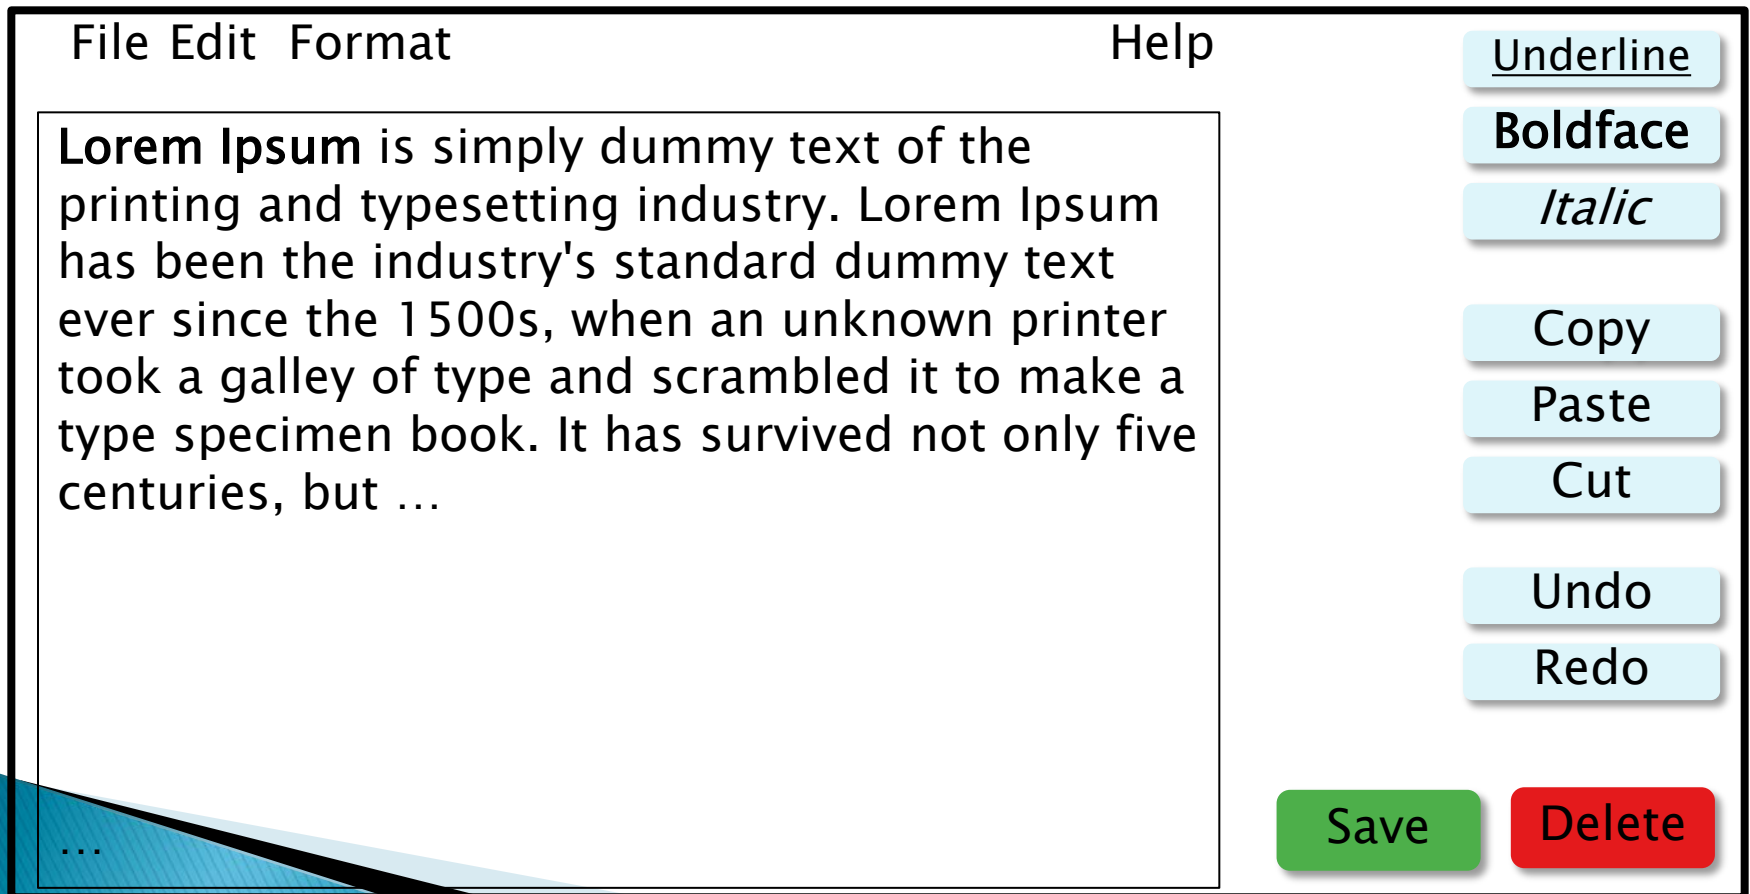 File Edit Format Help
Lorem Ipsum is simply dummy text of the
printing and typesetting industry. Lorem Ipsum
has been the industry's standard dummy text
ever since the 1500s, when an unknown printer
took a galley of type and scrambled it to make a
type specimen book. It has survived not only five
centuries, but …
…
Underline
Boldface
Italic
Copy
Paste
Cut
Undo
Redo
Save
Delete